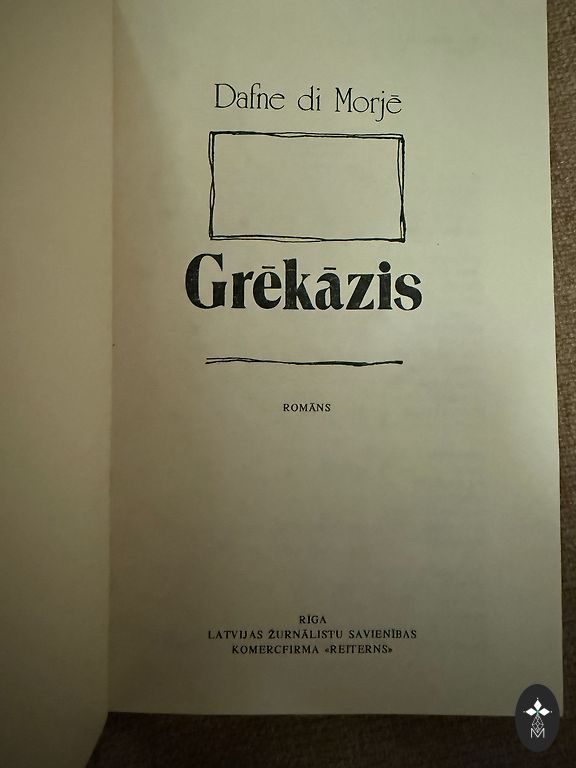 Dafne di Morjē
Grēkāzis
ROMĀNS
RĪGA
LATVIJAS ŽURNĀLISTU SAVIENĪBAS
KOMERCFIRMA «REITERNS»
M